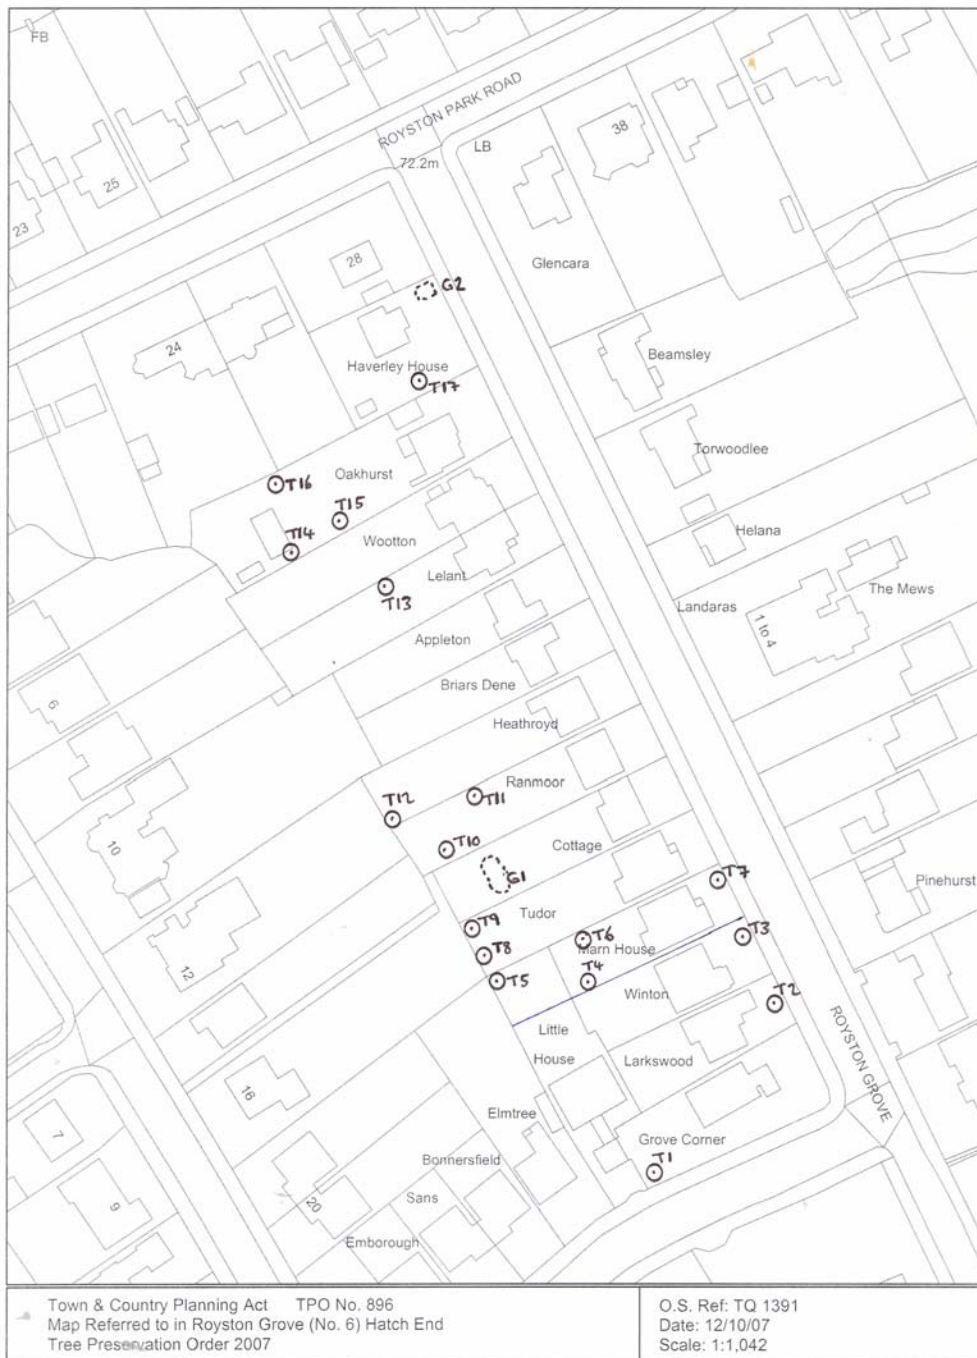 FB
ROYSTON PARK ROAD
LB
38
72.2m
25
23
28
Glencara
G2
24
Beamsley
Haverley House
T17
Torwoodlee
Oakhurst
T16
T15
T14
Wootton
Helana
Lelant
T13
Landaras
The Mews
1 to 4
Appleton
6
Briars Dene
Heathroyd
Ranmoor
T12
T11
10
T10
Cottage
G1
T7
Pinehurst
Tudor
T9
T6
T3
Marn House
T8
12
T5
T4
Winton
T2
Little
House
Larkswood
ROYSTON GROVE
16
Elmtree
7
Grove Corner
Bonnersfield
T1
9
Sans
20
Emborough
Town & Country Planning Act TPO No. 896
Map Referred to in Royston Grove (No. 6) Hatch End
Tree Preservation Order 2007
O.S. Ref: TQ 1391
Date: 12/10/07
Scale: 1:1,042